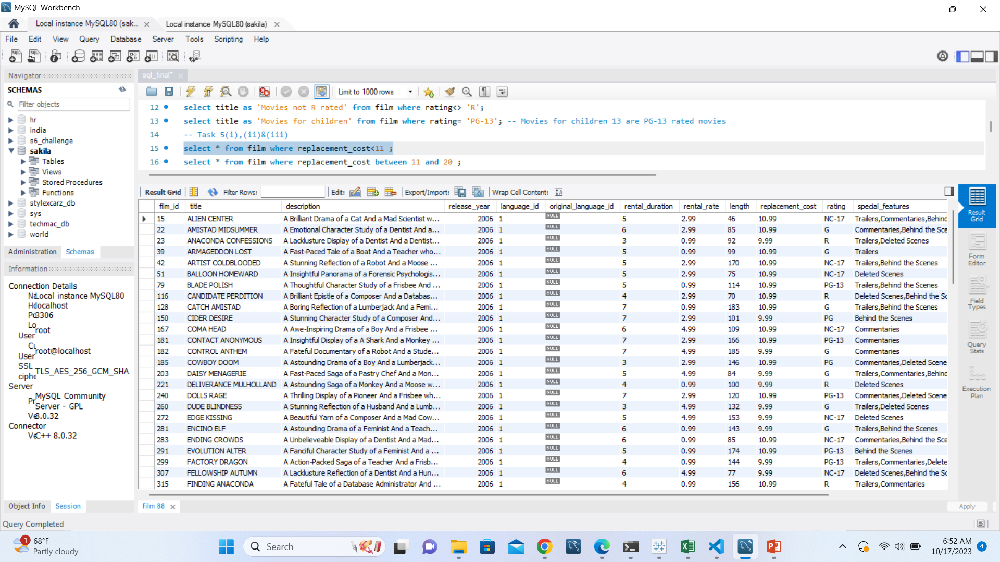 MySQL Workbench
Local instance MySQL80 (sak...
Local instance MySQL80 (sakila)
File Edit View Query Database Server Tools Scripting Help
Navigator
sql_final*
SCHEMAS
Limit to 1000 rows
Filter objects
hr
india
s6_challenge
sakila
Tables
Views
Stored Procedures
Functions
stylexcarz_db
sys
techmac_db
world
12 select title as 'Movies not R rated' from film where rating<> 'R';
13 select title as 'Movies for children' from film where rating= 'PG-13'; -- Movies for children 13 are PG-13 rated movies
14 -- Task 5(i),(ii)&(iii)
15 select * from film where replacement_cost<11 ;
16 select * from film where replacement_cost between 11 and 20 ;
Result Grid Filter Rows: Edit: Export/Import: Wrap Cell Content:
film_id title description release_year language_id original_language_id rental_duration rental_rate length replacement_cost rating special_features
15 ALIEN CENTER A Brilliant Drama of a Cat And a Mad Scientist w... 2006 1 NULL 5 2.99 46 10.99 NC-17 Trailers,Commentaries,Behind
22 AMISTAD MIDSUMMER A Emotional Character Study of a Dentist And a... 2006 1 NULL 6 2.99 85 10.99 G Commentaries,Behind the Sce
23 ANACONDA CONFESSIONS A Lacklusture Display of a Dentist And a Dentist... 2006 1 NULL 3 0.99 92 9.99 R Trailers,Deleted Scenes
39 ARMAGEDDON LOST A Fast-Paced Tale of a Boat And a Teacher who... 2006 1 NULL 5 0.99 99 10.99 G Trailers
42 ARTIST COLDBLOODED A Stunning Reflection of a Robot And a Moose ... 2006 1 NULL 5 2.99 170 10.99 NC-17 Trailers,Behind the Scenes
51 BALLOON HOMEWARD A Insightful Panorama of a Forensic Psychologis... 2006 1 NULL 5 2.99 75 10.99 NC-17 Deleted Scenes
79 BLADE POLISH A Thoughtful Character Study of a Frisbee And ... 2006 1 NULL 5 0.99 114 10.99 PG-13 Trailers,Behind the Scenes
116 CANDIDATE PERDITION A Brilliant Epistle of a Composer And a Databas... 2006 1 NULL 4 2.99 70 10.99 R Deleted Scenes,Behind the Sc
128 CATCH AMISTAD A Boring Reflection of a Lumberjack And a Femi... 2006 1 NULL 7 0.99 183 10.99 G Trailers,Behind the Scenes
150 CIDER DESIRE A Stunning Character Study of a Composer And... 2006 1 NULL 7 2.99 101 9.99 PG Behind the Scenes
167 COMA HEAD A Awe-Inspiring Drama of a Boy And a Frisbee ... 2006 1 NULL 6 4.99 109 10.99 NC-17 Commentaries
181 CONTACT ANONYMOUS A Insightful Display of a A Shark And a Monkey ... 2006 1 NULL 7 2.99 166 10.99 PG-13 Commentaries
182 CONTROL ANTHEM A Fateful Documentary of a Robot And a Stude... 2006 1 NULL 7 4.99 185 9.99 G Commentaries
185 COWBOY DOOM A Astounding Drama of a Boy And a Lumberjack... 2006 1 NULL 3 2.99 146 10.99 PG Commentaries,Deleted Scene
203 DAISY MENAGERIE A Fast-Paced Saga of a Pastry Chef And a Mon... 2006 1 NULL 5 4.99 84 9.99 G Trailers,Commentaries,Behind
221 DELIVERANCE MULHOLLAND A Astounding Saga of a Monkey And a Moose w... 2006 1 NULL 4 0.99 100 9.99 R Deleted Scenes
240 DOLLS RAGE A Thrilling Display of a Pioneer And a Frisbee wh... 2006 1 NULL 7 2.99 120 10.99 PG-13 Commentaries,Deleted Scene
260 DUDE BLINDNESS A Stunning Reflection of a Husband And a Lumb... 2006 1 NULL 3 4.99 132 9.99 G Trailers,Deleted Scenes
272 EDGE KISSING A Beautiful Yarn of a Composer And a Mad Cow... 2006 1 NULL 5 4.99 153 9.99 NC-17 Deleted Scenes
281 ENCINO ELF A Astounding Drama of a Feminist And a Teach... 2006 1 NULL 6 0.99 143 9.99 G Trailers,Behind the Scenes
283 ENDING CROWDS A Unbelieveable Display of a Dentist And a Mad... 2006 1 NULL 6 0.99 85 10.99 NC-17 Commentaries,Behind the Sce
291 EVOLUTION ALTER A Fanciful Character Study of a Feminist And a ... 2006 1 NULL 5 0.99 174 10.99 PG-13 Behind the Scenes
299 FACTORY DRAGON A Action-Packed Saga of a Teacher And a Frisb... 2006 1 NULL 4 0.99 144 9.99 PG-13 Trailers,Commentaries,Delete
307 FELLOWSHIP AUTUMN A Lacklusture Reflection of a Dentist And a Hun... 2006 1 NULL 6 4.99 77 9.99 NC-17 Deleted Scenes,Behind the Sc
315 FINDING ANACONDA A Fateful Tale of a Database Administrator And ... 2006 1 NULL 4 0.99 156 10.99 R Trailers,Commentaries
Result
Grid
Form
Editor
Field
Types
Query
Stats
Execution
Plan
Administration Schemas
Information
Connection Details
Local instance MySQL80
localhost
3306
root
User
root@localhost
User
SSL
TLS_AES_256_GCM_SHA
ciphe
Server
MySQL Community
Server - GPL
8.0.32
Connector
C++ 8.0.32
Object Info Session
film 88
Apply
Query Completed
1
68°F
Partly cloudy
Search
6:52 AM
10/17/2023
4